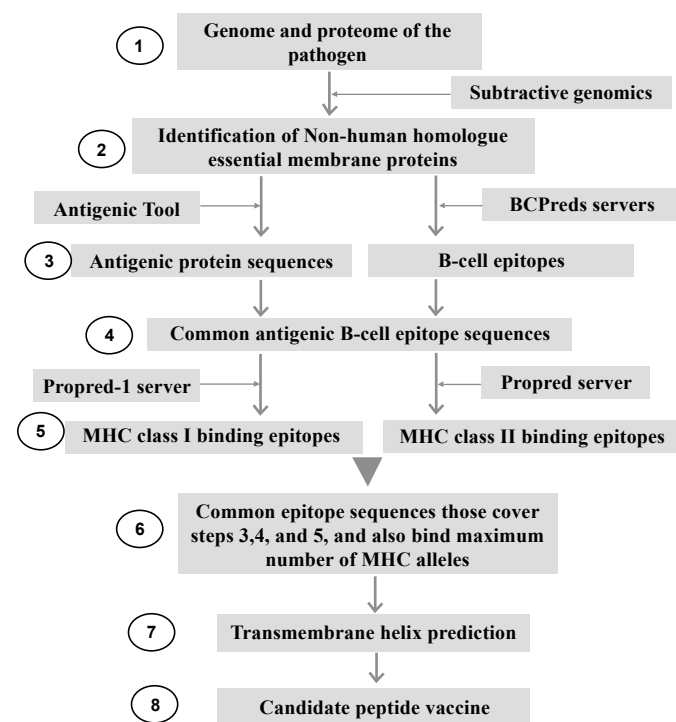 1
Genome and proteome of the
pathogen
Subtractive genomics
2
Identification of Non-human homologue
essential membrane proteins
Antigenic Tool
BCPreds servers
3
Antigenic protein sequences
B-cell epitopes
4
Common antigenic B-cell epitope sequences
Propred-1 server
Propred server
5
MHC class I binding epitopes
MHC class II binding epitopes
6
Common epitope sequences those cover
steps 3,4, and 5, and also bind maximum
number of MHC alleles
7
Transmembrane helix prediction
8
Candidate peptide vaccine